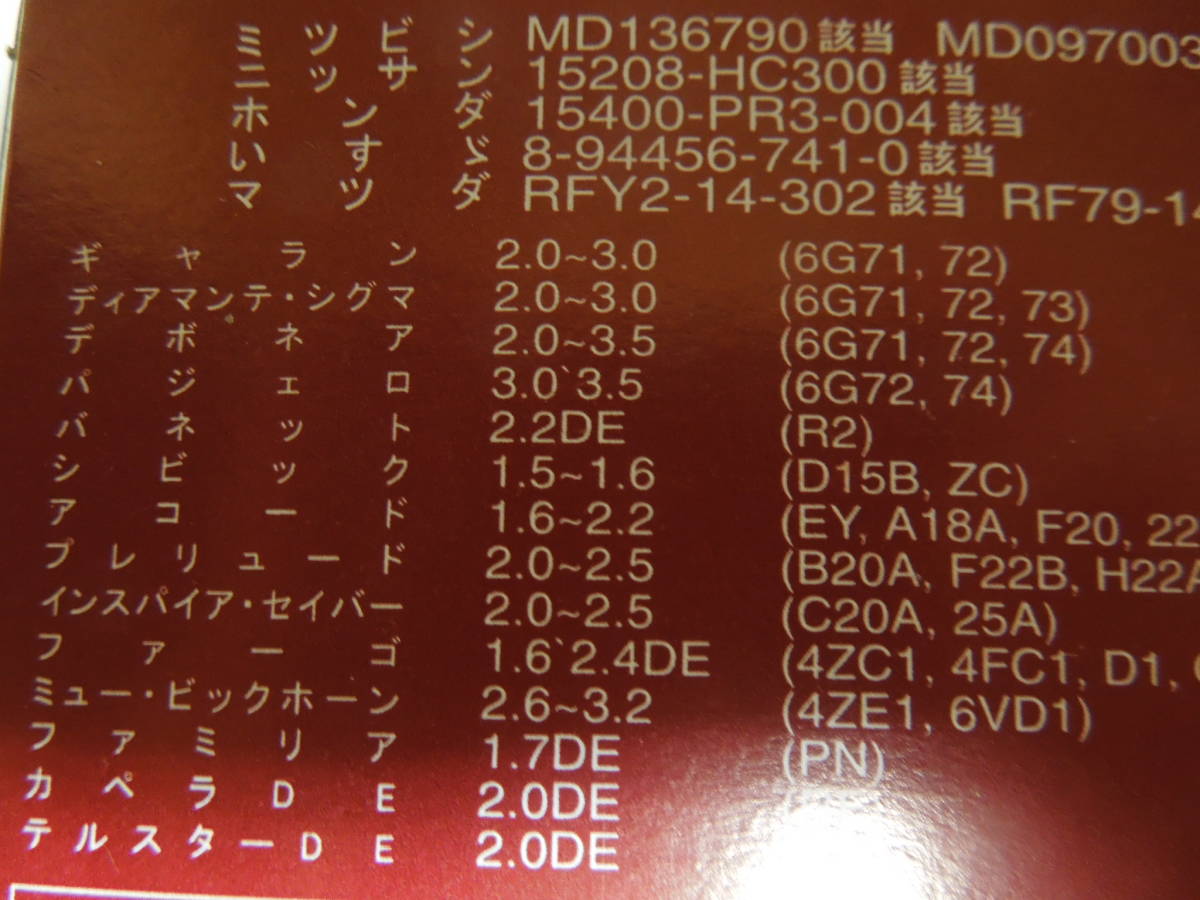 ミツビシ MD136790該当 MD097003
ニッサン 15208-HC300該当
ホンダ 15400-PR3-004該当
いすゞ 8-94456-741-0該当
マツダ RFY2-14-302該当 RF79-14
ギャラン 2.0~3.0 (6G71, 72)
ディアマンテ・シグマ 2.0~3.0 (6G71, 72, 73)
デボネア 2.0~3.5 (6G71, 72, 74)
パジェロ 3.0`3.5 (6G72, 74)
バネット 2.2DE (R2)
シビック 1.5~1.6 (D15B, ZC)
アコード 1.6~2.2 (EY, A18A, F20, 22
プレリュード 2.0~2.5 (B20A, F22B, H22A
インスパイア・セイバー 2.0~2.5 (C20A, 25A)
ファーゴ 1.6`2.4DE (4ZC1, 4FC1, D1,
ミュー・ビックホーン 2.6~3.2 (4ZE1, 6VD1)
ファミリア 1.7DE (PN)
カペラDE 2.0DE
テルスターDE 2.0DE